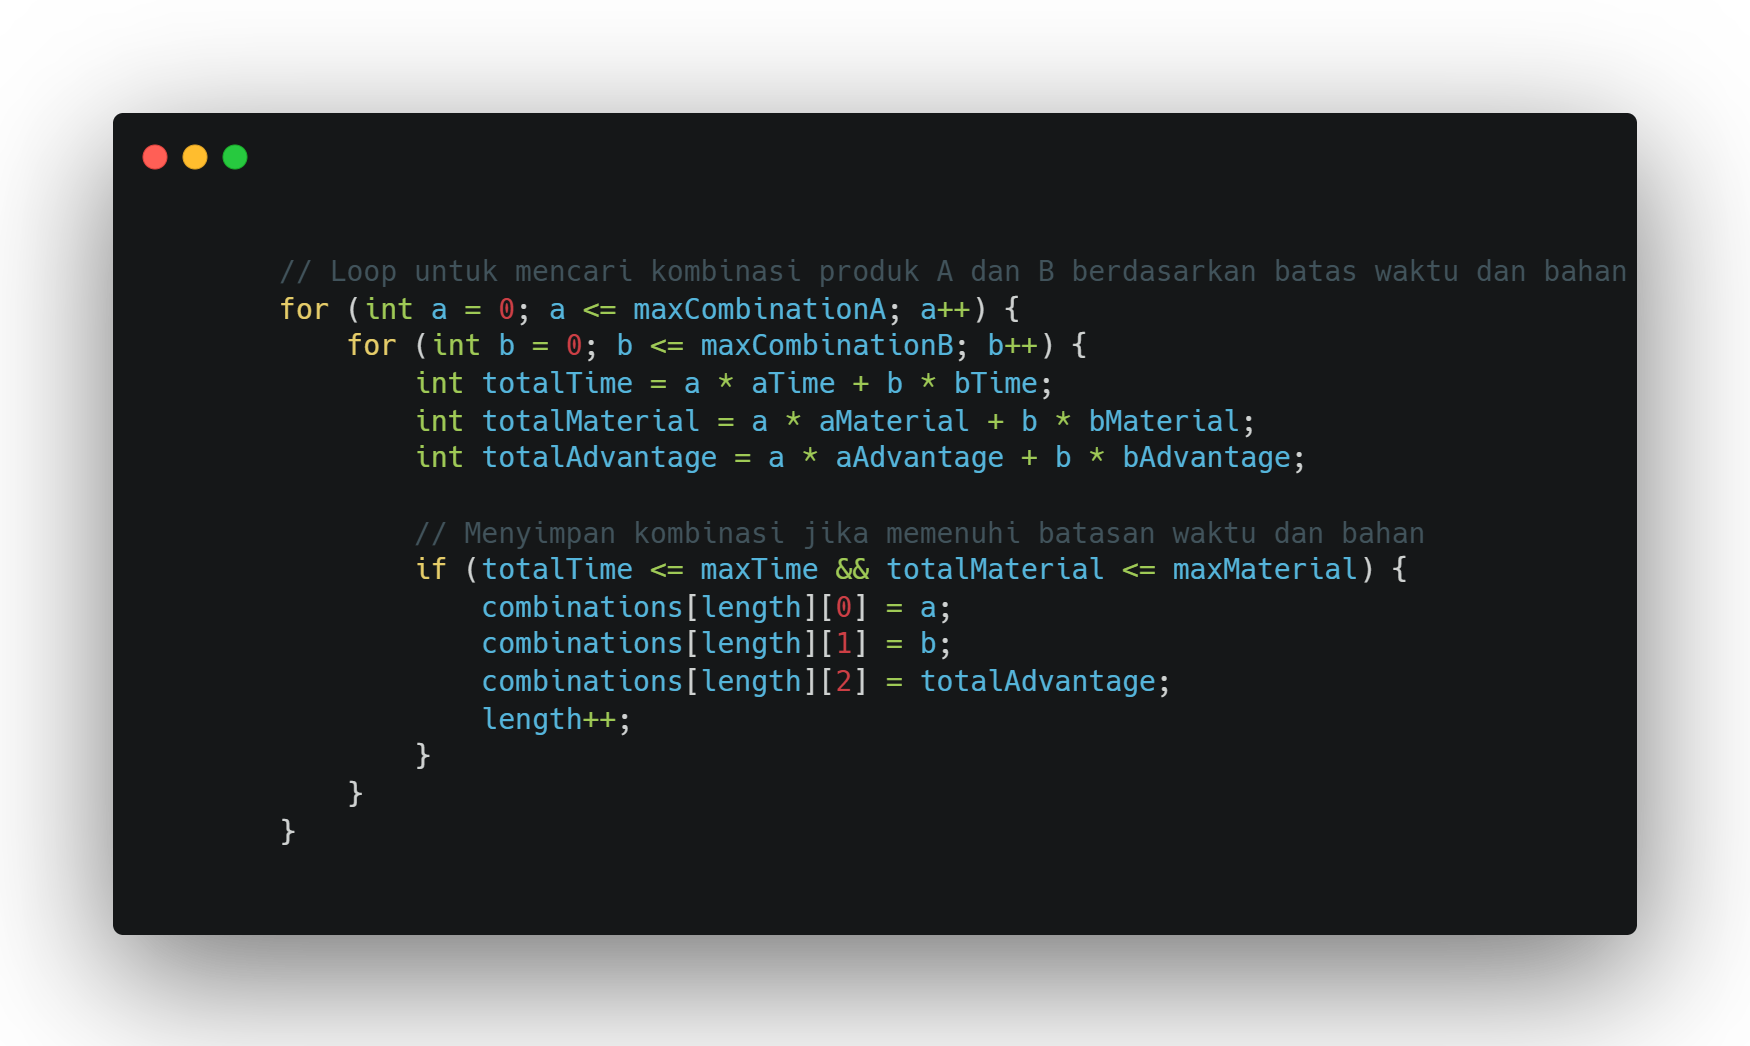 // Loop untuk mencari kombinasi produk A dan B berdasarkan batas waktu dan bahan
for (int a = 0; a <= maxCombinationA; a++) {
    for (int b = 0; b <= maxCombinationB; b++) {
        int totalTime = a * aTime + b * bTime;
        int totalMaterial = a * aMaterial + b * bMaterial;
        int totalAdvantage = a * aAdvantage + b * bAdvantage;

        // Menyimpan kombinasi jika memenuhi batasan waktu dan bahan
        if (totalTime <= maxTime && totalMaterial <= maxMaterial) {
            combinations[length][0] = a;
            combinations[length][1] = b;
            combinations[length][2] = totalAdvantage;
            length++;
        }
    }
}